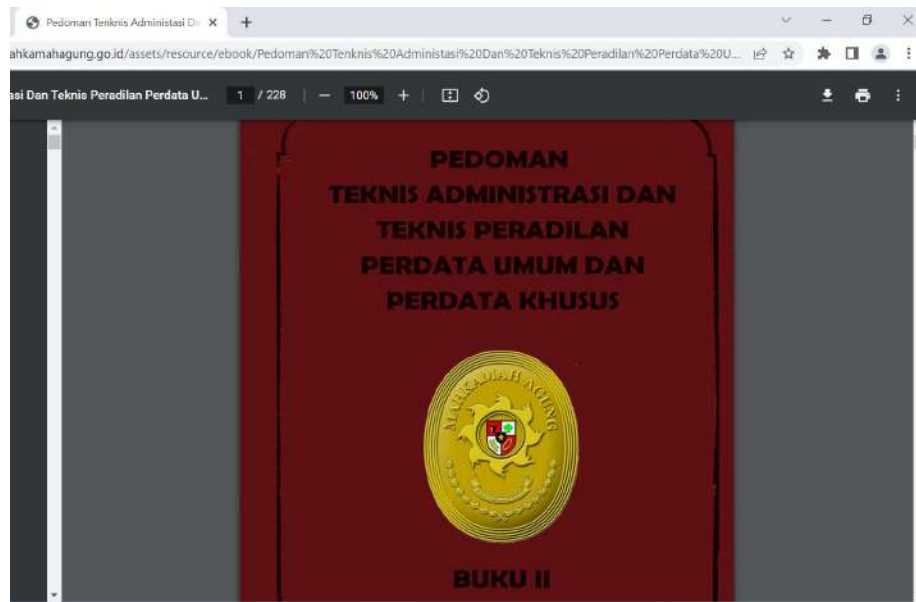 Pedoman Tenknis Administasi D
ahkamahagung.go.id/assets/resource/ebook/Pedoman%20Tenknis%20Administasi%20Dan%20Teknis%20Peradilan%20Perdata%20U...
asi Dan Teknis Peradilan Perdata U...
1 / 228
100%
PEDOMAN
TEKNIS ADMINISTRASI DAN
TEKNIS PERADILAN
PERDATA UMUM DAN
PERDATA KHUSUS
MAHKAMAH AGUNG
BUKU II